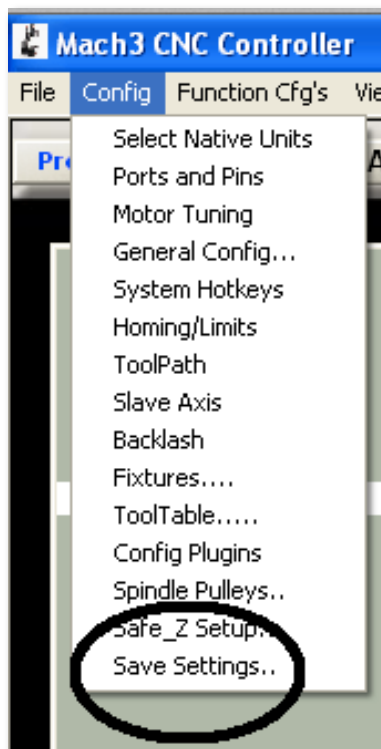 Mach3 CNC Controller
File Config Function Cfg's
Select Native Units
Ports and Pins
Motor Tuning
General Config...
System Hotkeys
Homing/Limits
ToolPath
Slave Axis
Backlash
Fixtures....
ToolTable.....
Config Plugins
Spindle Pulleys..
Safe_Z Setup..
Save Settings..